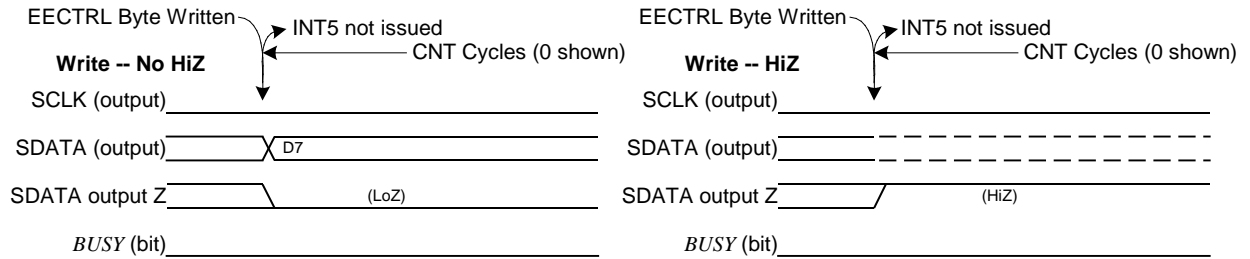 EECTRL Byte Written
INT5 not issued
CNT Cycles (0 shown)
Write -- No HiZ
SCLK (output)
SDATA (output)
D7
SDATA output Z
(LoZ)
BUSY (bit)
EECTRL Byte Written
INT5 not issued
CNT Cycles (0 shown)
Write -- HiZ
SCLK (output)
SDATA (output)
SDATA output Z
(HiZ)
BUSY (bit)